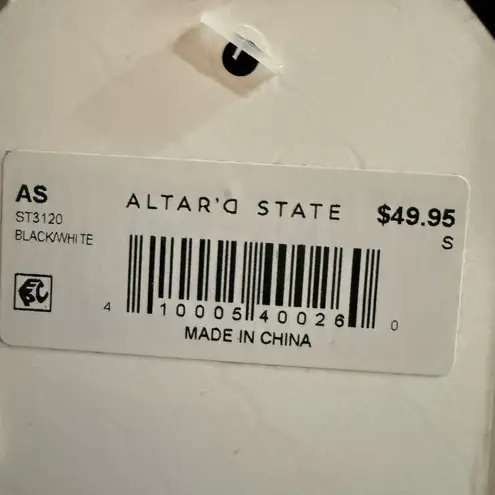 AS ALTAR'D STATE $49.95
ST3120 S
BLACK/WHITE
4 10005 40026 0
MADE IN CHINA